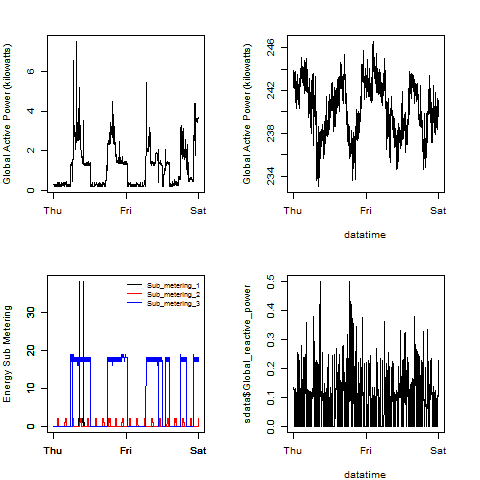 Global Active Power (kilowatts)
0 2 4 6
Thu Fri Sat
Global Active Power (kilowatts)
234 238 242 246
Thu Fri Sat
datatime
Energy Sub Metering
0 10 20 30
Sub_metering_1
Sub_metering_2
Sub_metering_3
Thu Fri Sat
sdata$Global_reactive_power
0.0 0.1 0.2 0.3 0.4 0.5
Thu Fri Sat
datatime